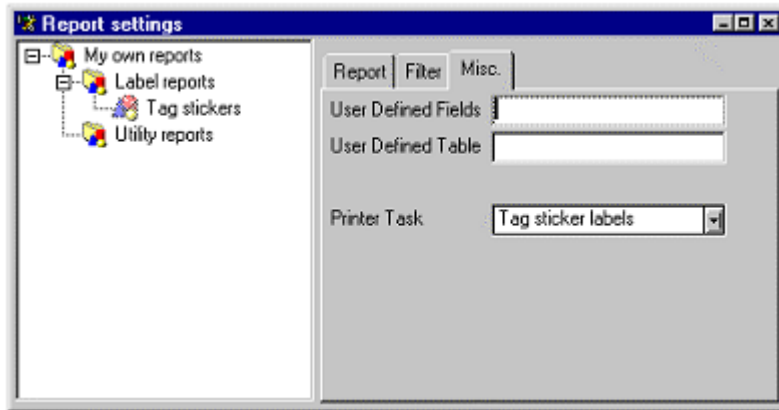 Report settings
My own reports
Label reports
Tag stickers
Utility reports
Report Filter Misc.
User Defined Fields
User Defined Table
Printer Task Tag sticker labels